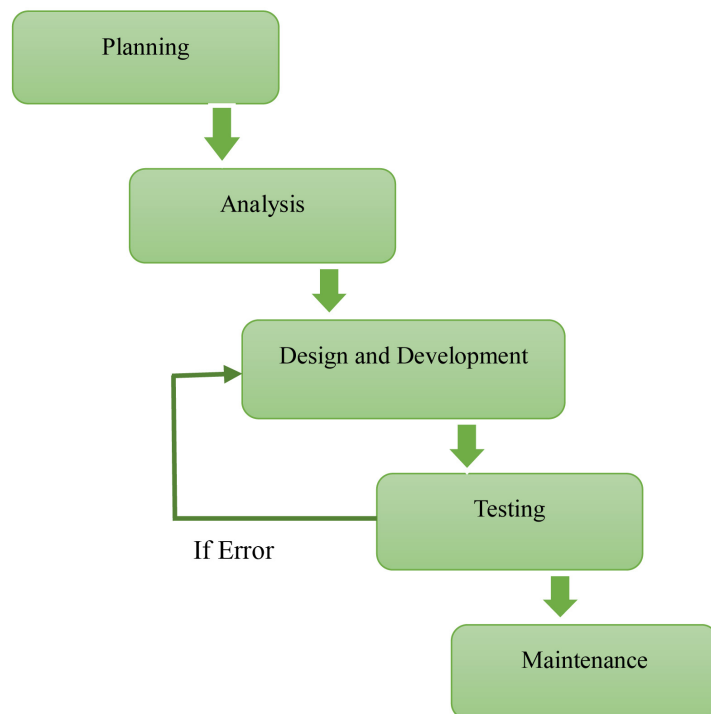 Planning
Analysis
Design and Development
Testing
If Error
Maintenance